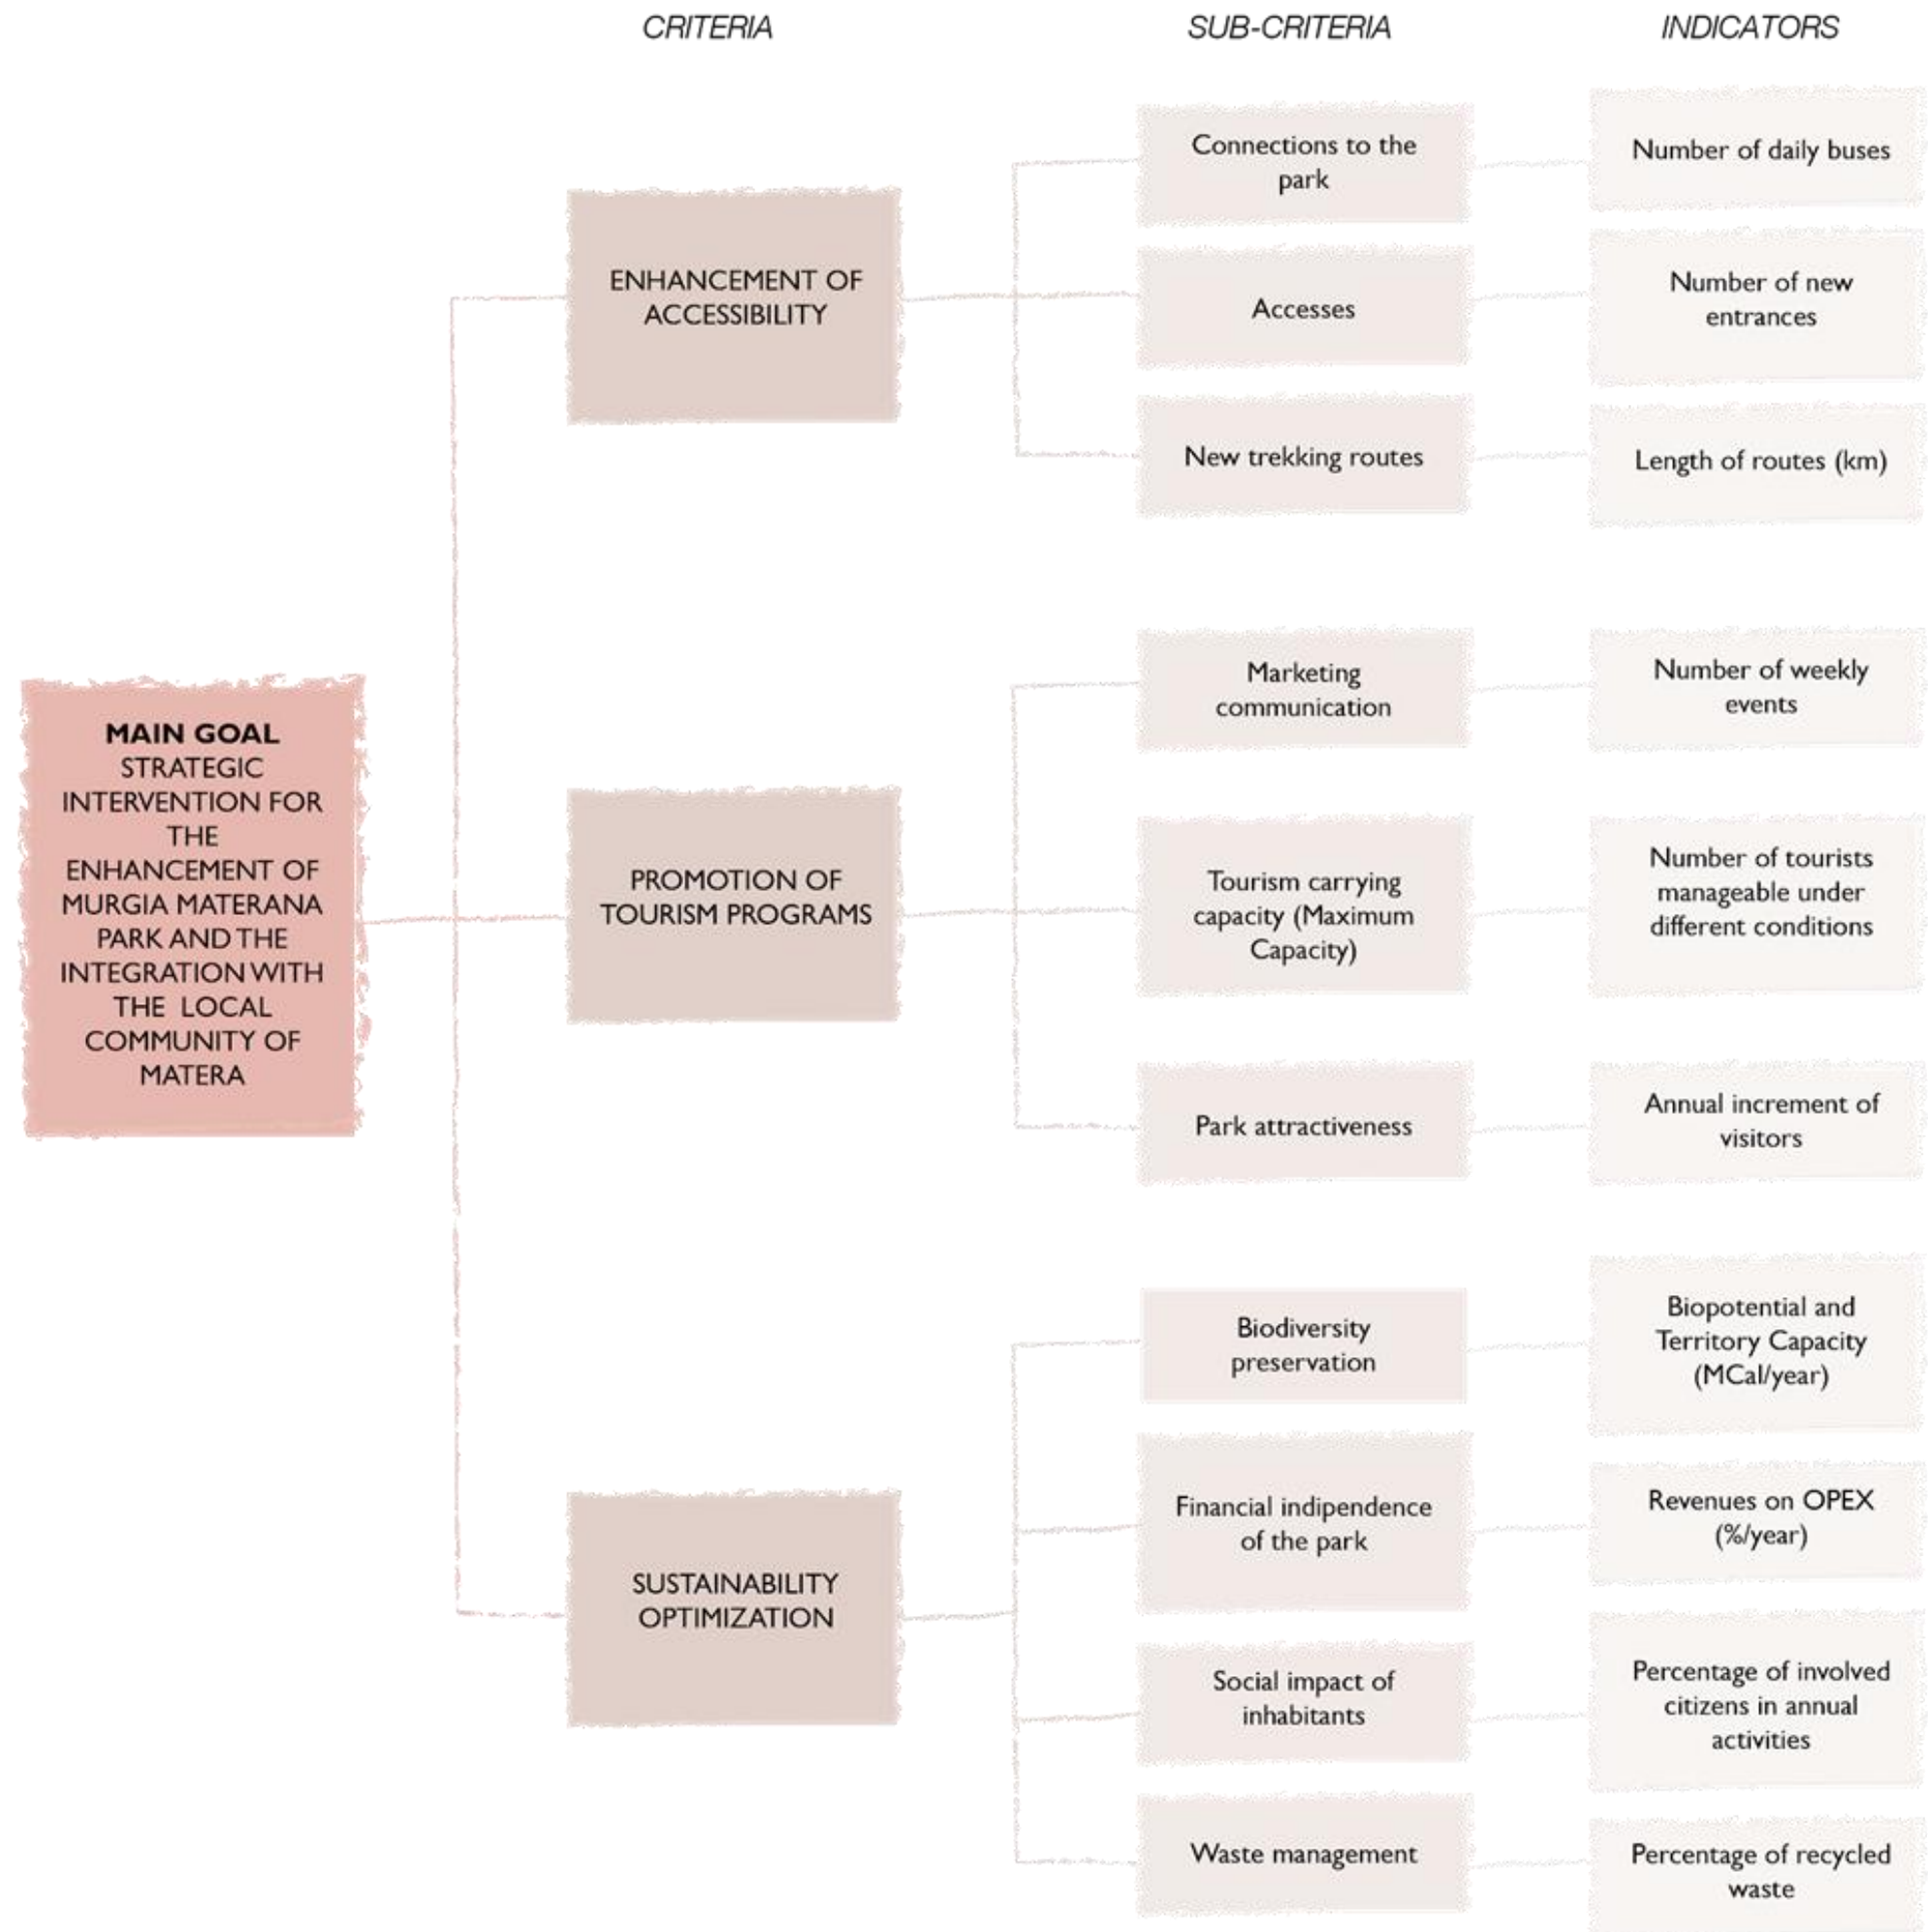 CRITERIA
SUB-CRITERIA
INDICATORS
MAIN GOAL
STRATEGIC
INTERVENTION FOR
THE
ENHANCEMENT OF
MURGIA MATERANA
PARK AND THE
INTEGRATION WITH
THE LOCAL
COMMUNITY OF
MATERA
ENHANCEMENT OF
ACCESSIBILITY
Connections to the
park
Number of daily buses
Accesses
Number of new
entrances
New trekking routes
Length of routes (km)
PROMOTION OF
TOURISM PROGRAMS
Marketing
communication
Number of weekly
events
Tourism carrying
capacity (Maximum
Capacity)
Number of tourists
manageable under
different conditions
Park attractiveness
Annual increment of
visitors
SUSTAINABILITY
OPTIMIZATION
Biodiversity
preservation
Biopotential and
Territory Capacity
(MCal/year)
Financial indipendence
of the park
Revenues on OPEX
(%/year)
Social impact of
inhabitants
Percentage of involved
citizens in annual
activities
Waste management
Percentage of recycled
waste